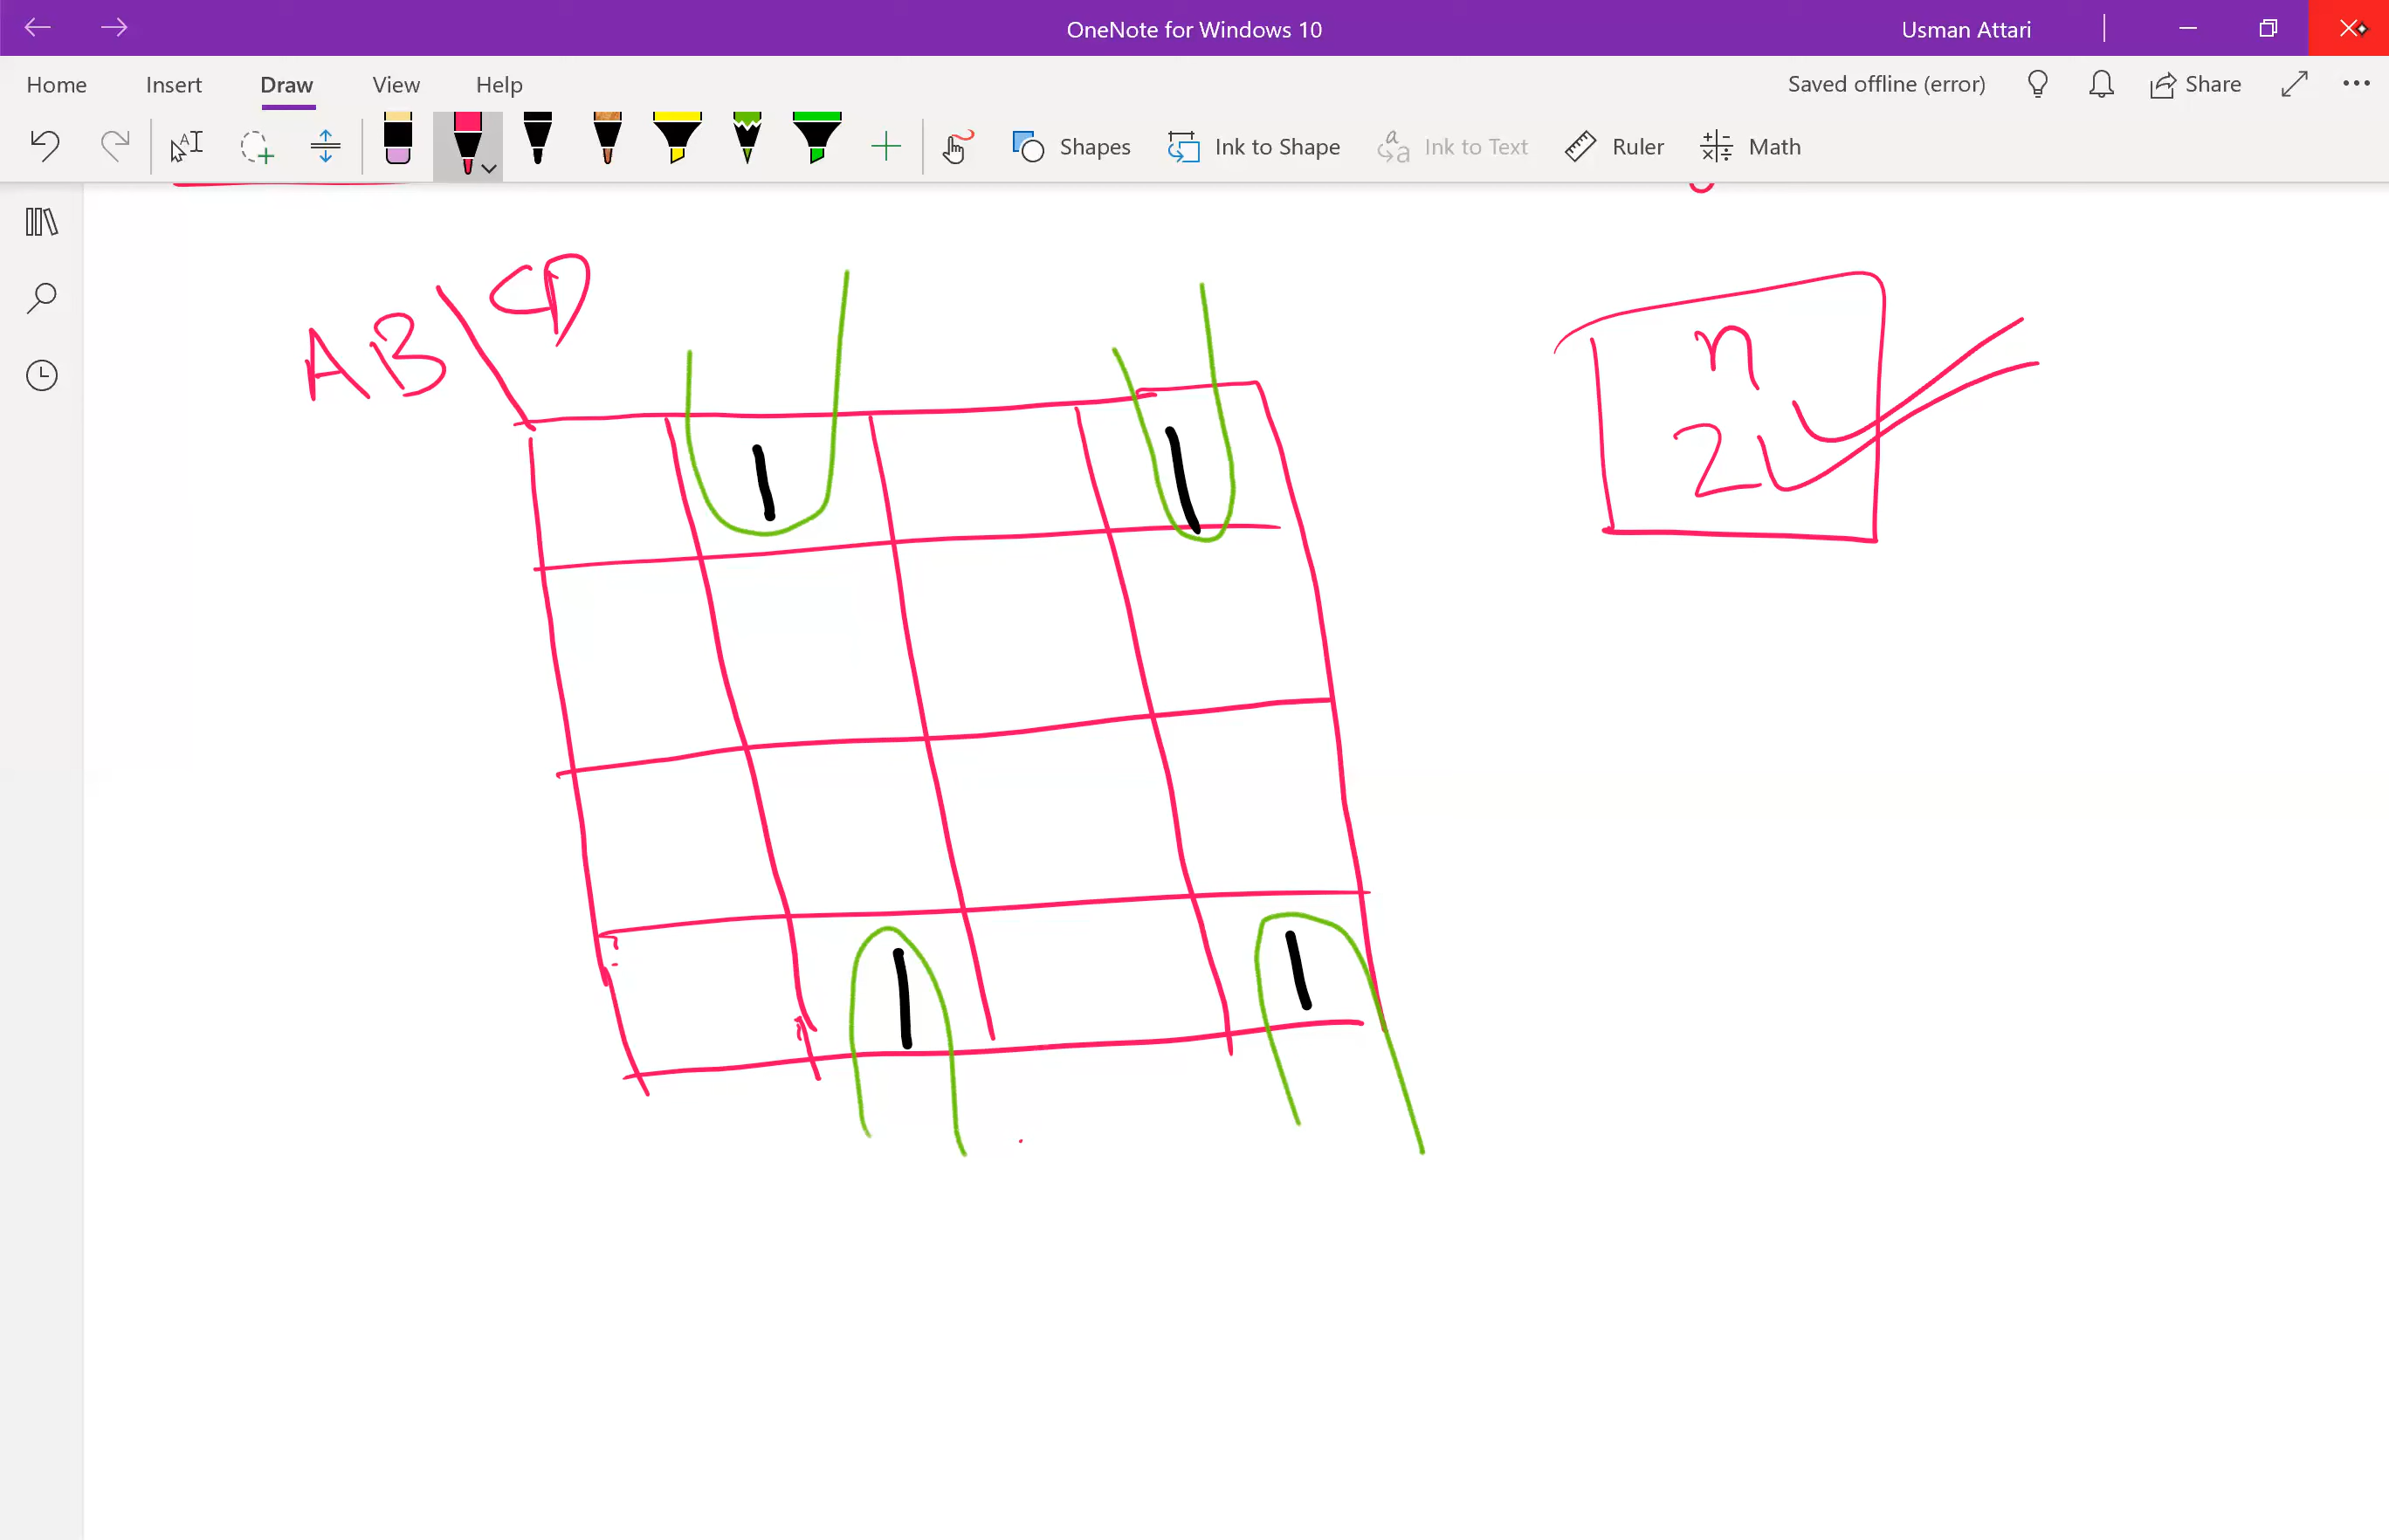 OneNote for Windows 10
Usman Attari
Home Insert Draw View Help
Saved offline (error) Share
Shapes Ink to Shape Ink to Text Ruler Math
AB \ CD
n
2
1 1
1 1